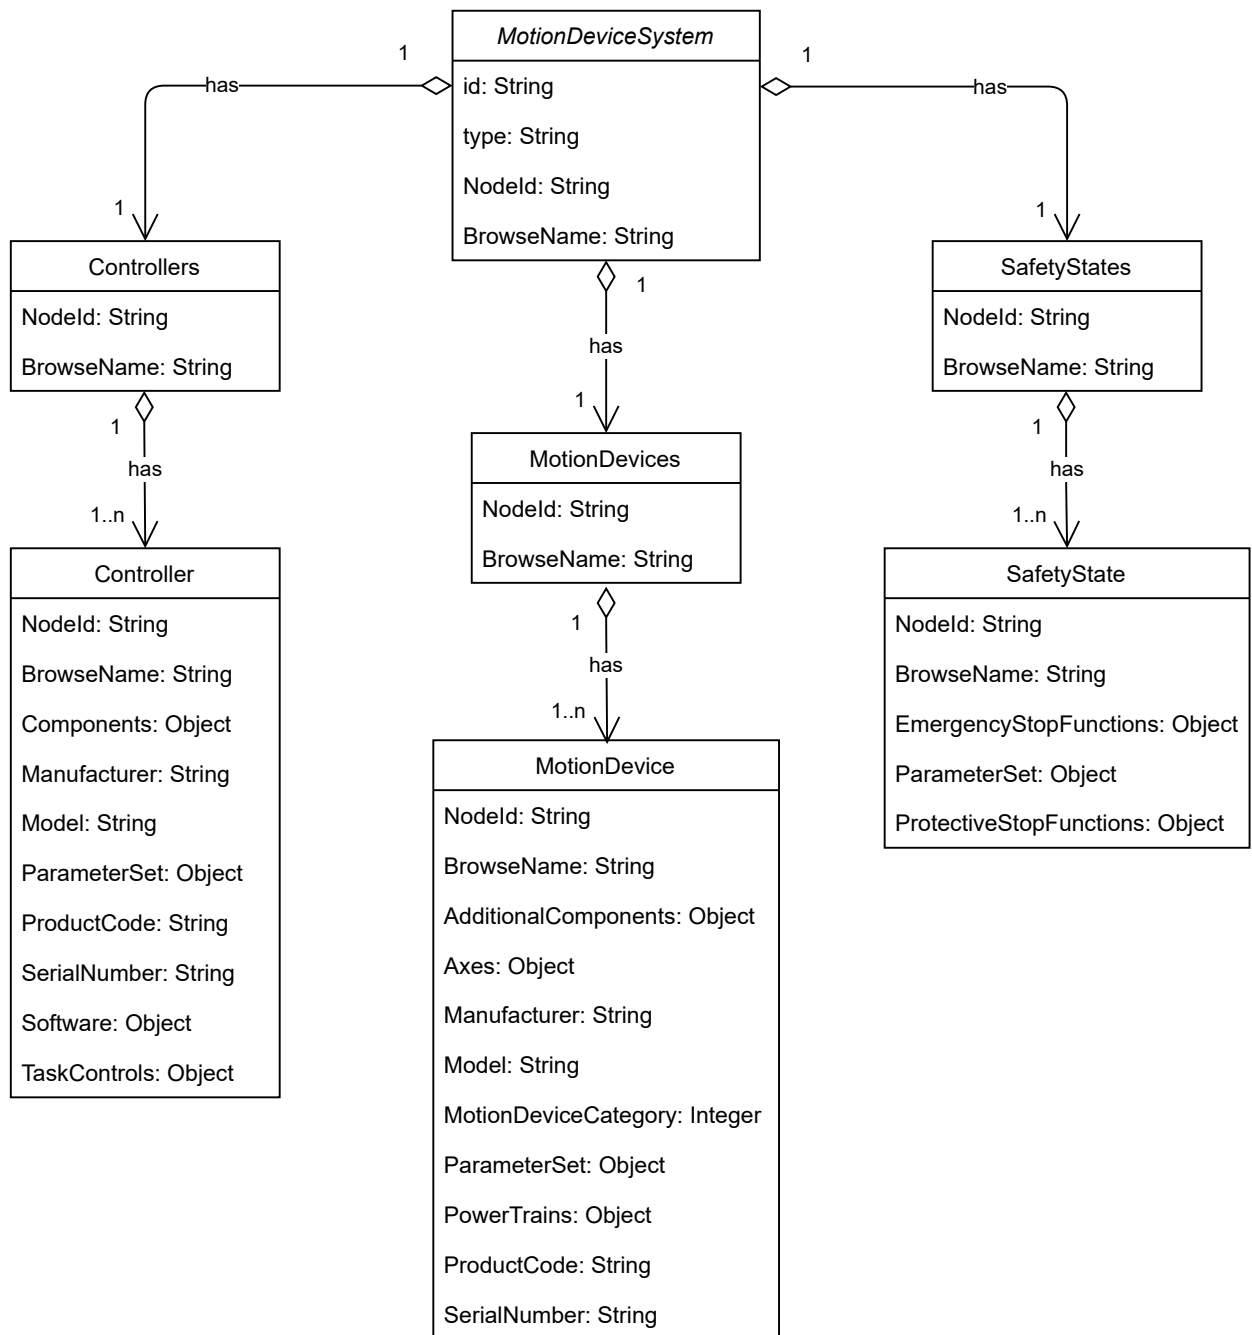 MotionDeviceSystem
id: String
type: String
NodeId: String
BrowseName: String
1
has
1
1
has
1
1
has
1
Controllers
NodeId: String
BrowseName: String
1
has
1..n
Controller
NodeId: String
BrowseName: String
Components: Object
Manufacturer: String
Model: String
ParameterSet: Object
ProductCode: String
SerialNumber: String
Software: Object
TaskControls: Object
MotionDevices
NodeId: String
BrowseName: String
1
has
1..n
MotionDevice
NodeId: String
BrowseName: String
AdditionalComponents: Object
Axes: Object
Manufacturer: String
Model: String
MotionDeviceCategory: Integer
ParameterSet: Object
PowerTrains: Object
ProductCode: String
SerialNumber: String
SafetyStates
NodeId: String
BrowseName: String
1
has
1..n
SafetyState
NodeId: String
BrowseName: String
EmergencyStopFunctions: Object
ParameterSet: Object
ProtectiveStopFunctions: Object